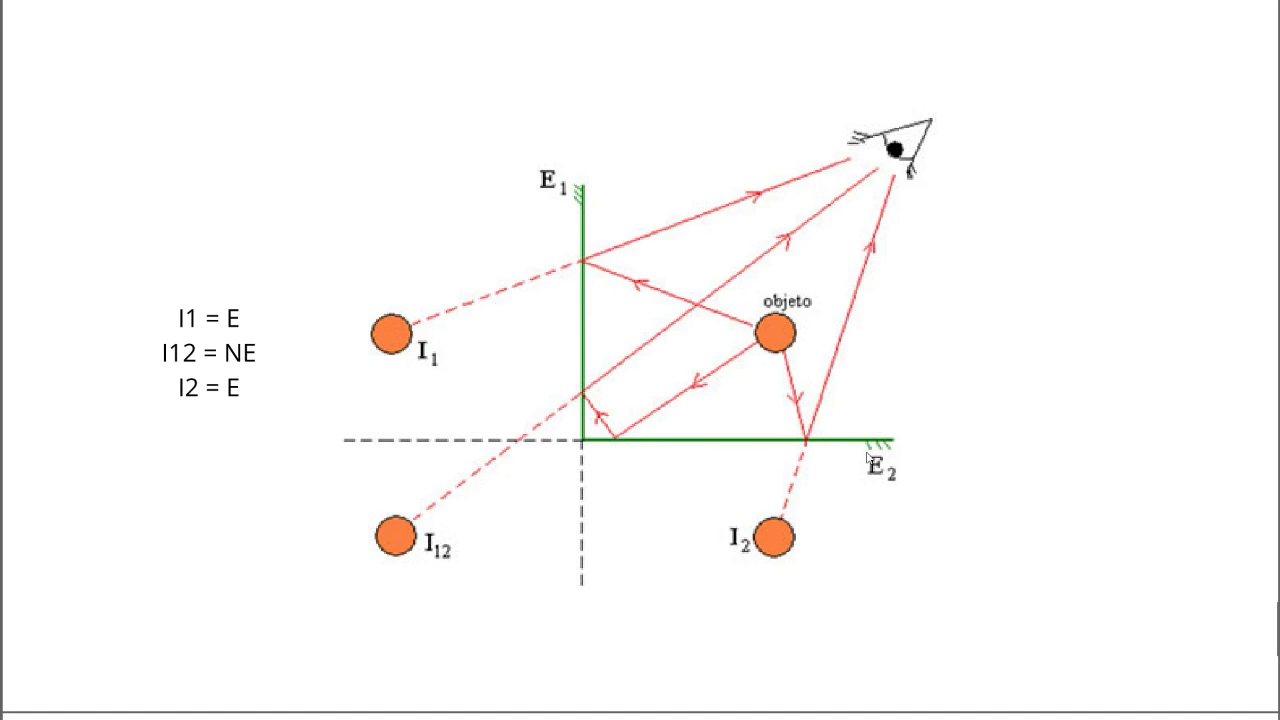 E1
objeto
I1 = E
I12 = NE
I2 = E
I1
E2
I12
I2